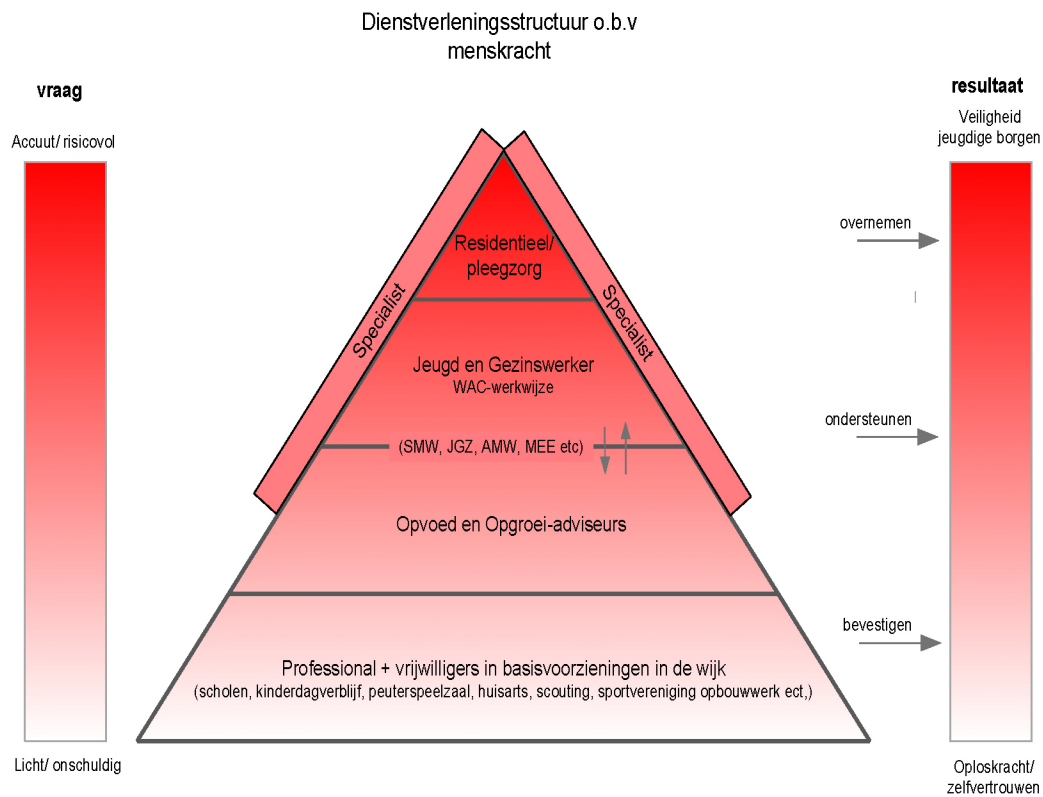 Dienstverleningsstructuur o.b.v
menskracht
vraag
resultaat
Accuut/ risicovol
Veiligheid
jeugdige borgen
overnemen
Residentieel/
pleegzorg
Specialist
Specialist
Jeugd en Gezinswerker
WAC-werkwijze
ondersteunen
(SMW, JGZ, AMW, MEE etc)
Opvoed en Opgroei-adviseurs
bevestigen
Professional + vrijwilligers in basisvoorzieningen in de wijk
(scholen, kinderdagverblijf, peuterspeelzaal, huisarts, scouting, sportvereniging opbouwwerk ect,)
Licht/ onschuldig
Oploskracht/
zelfvertrouwen